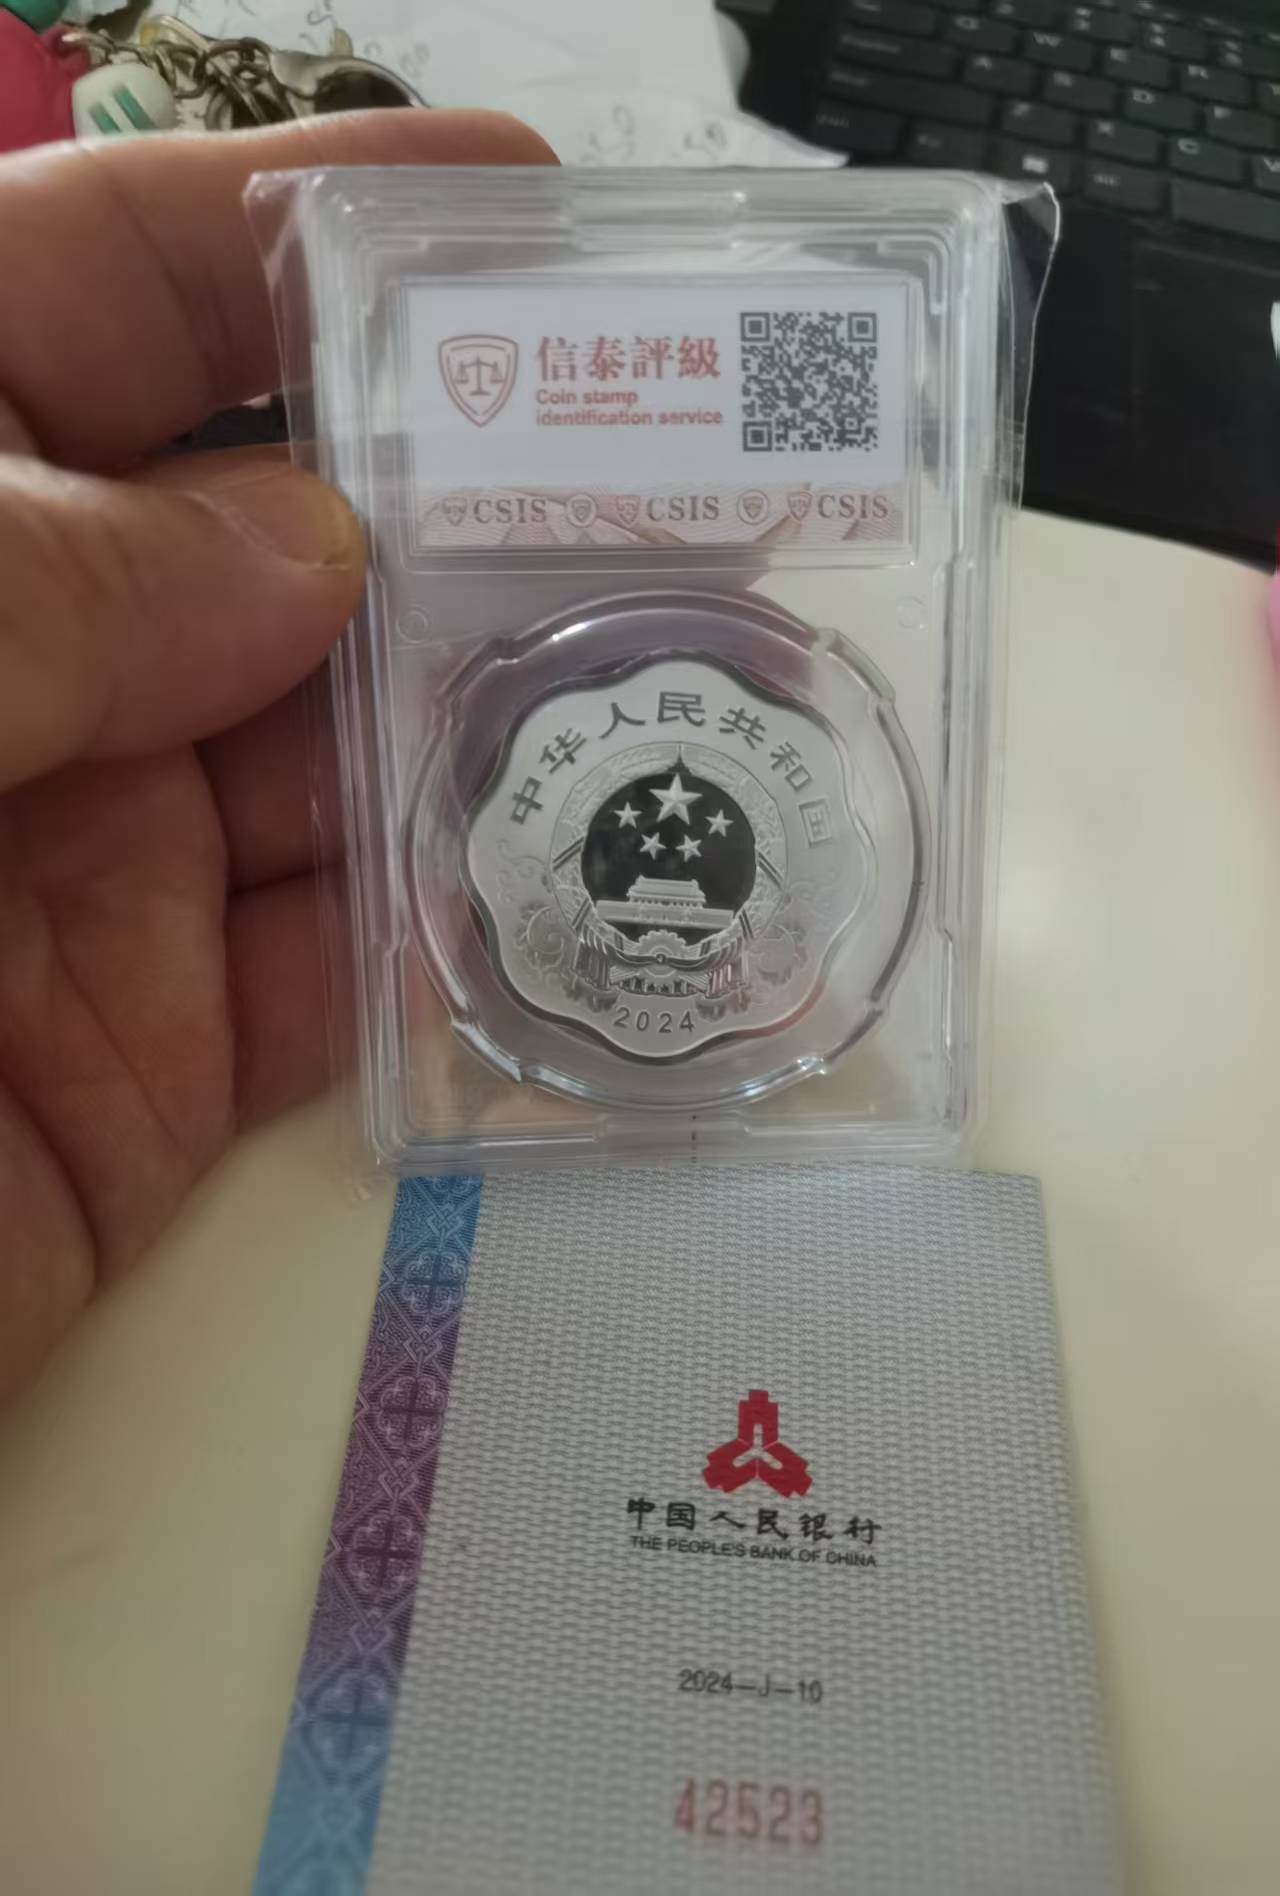 信泰評級
Coin stamp
identification service
CSIS CSIS CSIS
中华人民共和国
2024
中国人民银行
THE PEOPLE'S BANK OF CHINA
2024-J-10
42523